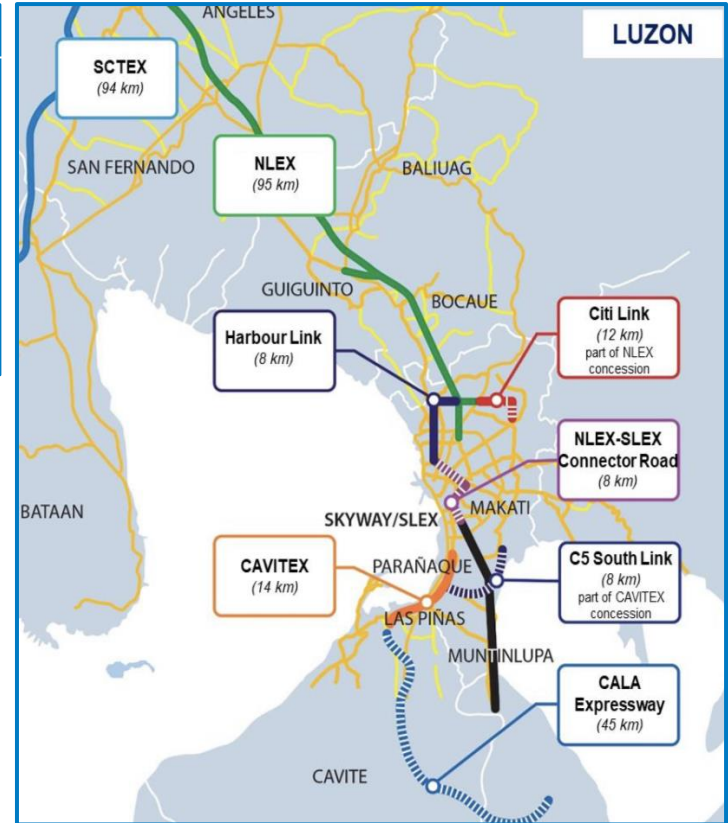 ANGELES
LUZON
SCTEX
(94 km)
SAN FERNANDO
NLEX
(95 km)
BALIUAG
GUIGUINTO
BOCAUE
Harbour Link
(8 km)
Citi Link
(12 km)
part of NLEX
concession
NLEX-SLEX
Connector Road
(8 km)
BATAAN
MAKATI
SKYWAY/SLEX
CAVITEX
(14 km)
PARAÑAQUE
C5 South Link
(8 km)
part of CAVITEX
concession
LAS PIÑAS
MUNTINLUPA
CALA
Expressway
(45 km)
CAVITE